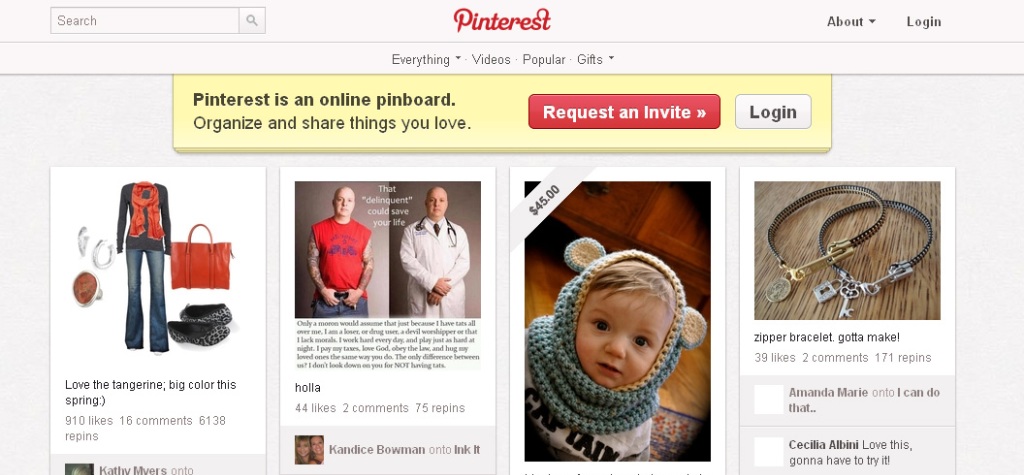 Search
Pinterest
About
Login
Everything · Videos · Popular · Gifts
Pinterest is an online pinboard.
Organize and share things you love.
Request an Invite »
Login
Love the tangerine; big color this
spring:)
910 likes 16 comments 6138
repins
Kathy Myers onto
That
"delinquent"
could save
your life
Only a moron would assume that just because I have tats all
over me, I am a loser, or drug user, a devil worshipper or that
I lack morals. I work hard every day, and play just as hard at
night. I pay my taxes, love God, obey the law, and hug my
loved ones the same way you do. The only difference between
us? I don't look down on you for NOT having tats.
holla
44 likes 2 comments 75 repins
Kandice Bowman onto Ink It
$45.00
zipper bracelet. gotta make!
39 likes 2 comments 171 repins
Amanda Marie onto I can do
that..
Cecilia Albini Love this,
gonna have to try it!